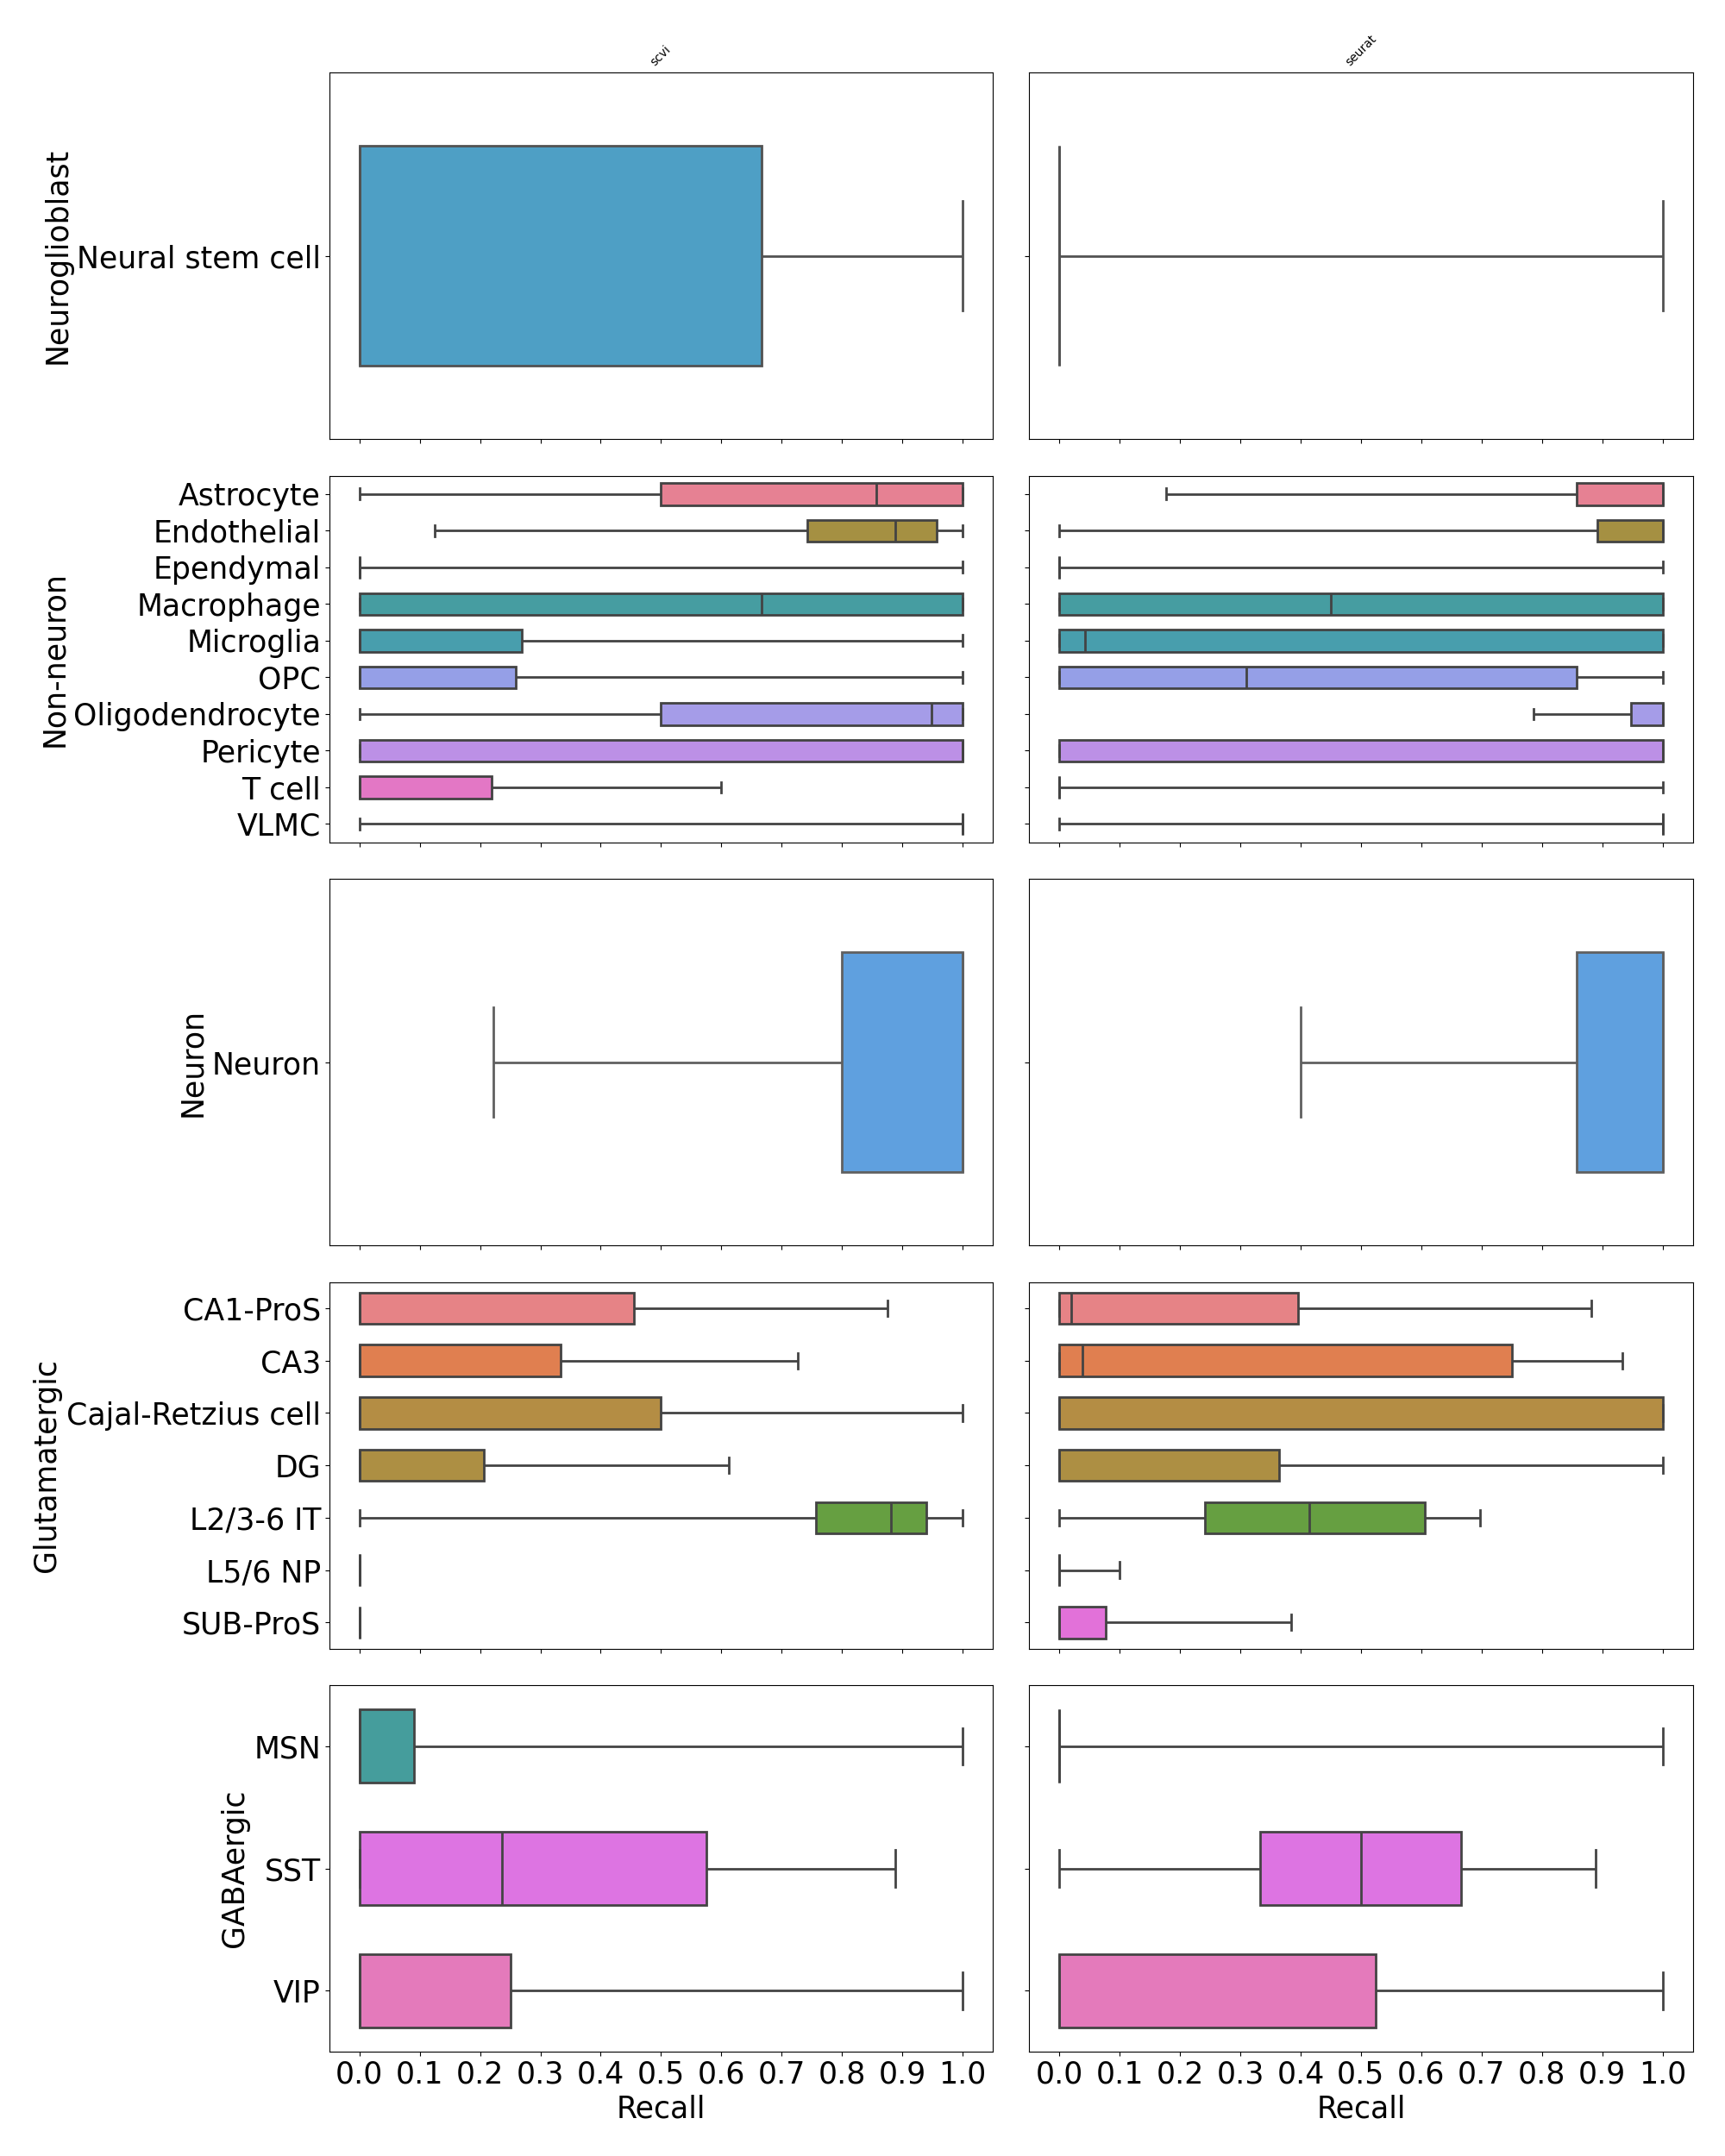 scvi
seurat
Neuroglioblast
Neural stem cell
Non-neuron
Astrocyte
Endothelial
Ependymal
Macrophage
Microglia
OPC
Oligodendrocyte
Pericyte
T cell
VLMC
Neuron
Neuron
Glutamatergic
CA1-ProS
CA3
Cajal-Retzius cell
DG
L2/3-6 IT
L5/6 NP
SUB-ProS
GABAergic
MSN
SST
VIP
0.0 0.1 0.2 0.3 0.4 0.5 0.6 0.7 0.8 0.9 1.0
Recall
0.0 0.1 0.2 0.3 0.4 0.5 0.6 0.7 0.8 0.9 1.0
Recall